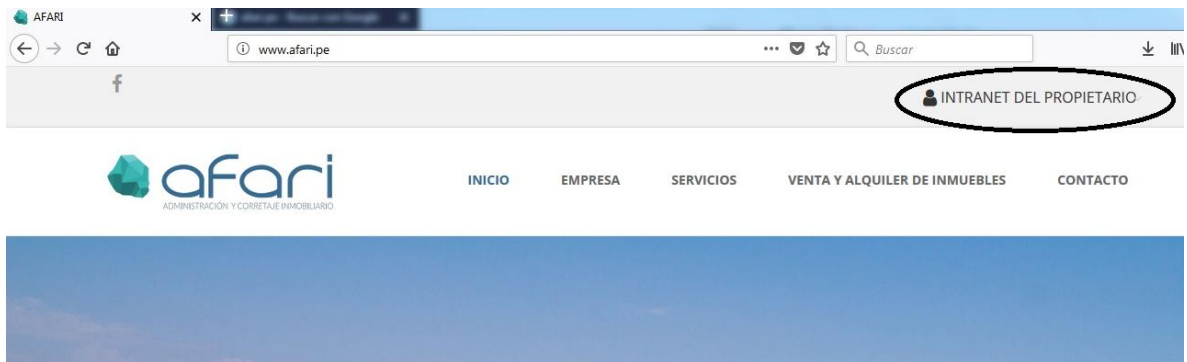 AFARI
www.afari.pe
Buscar
INTRANET DEL PROPIETARIO
afari
ADMINISTRACIÓN Y CORRETAJE INMOBILIARIO
INICIO EMPRESA SERVICIOS VENTA Y ALQUILER DE INMUEBLES CONTACTO